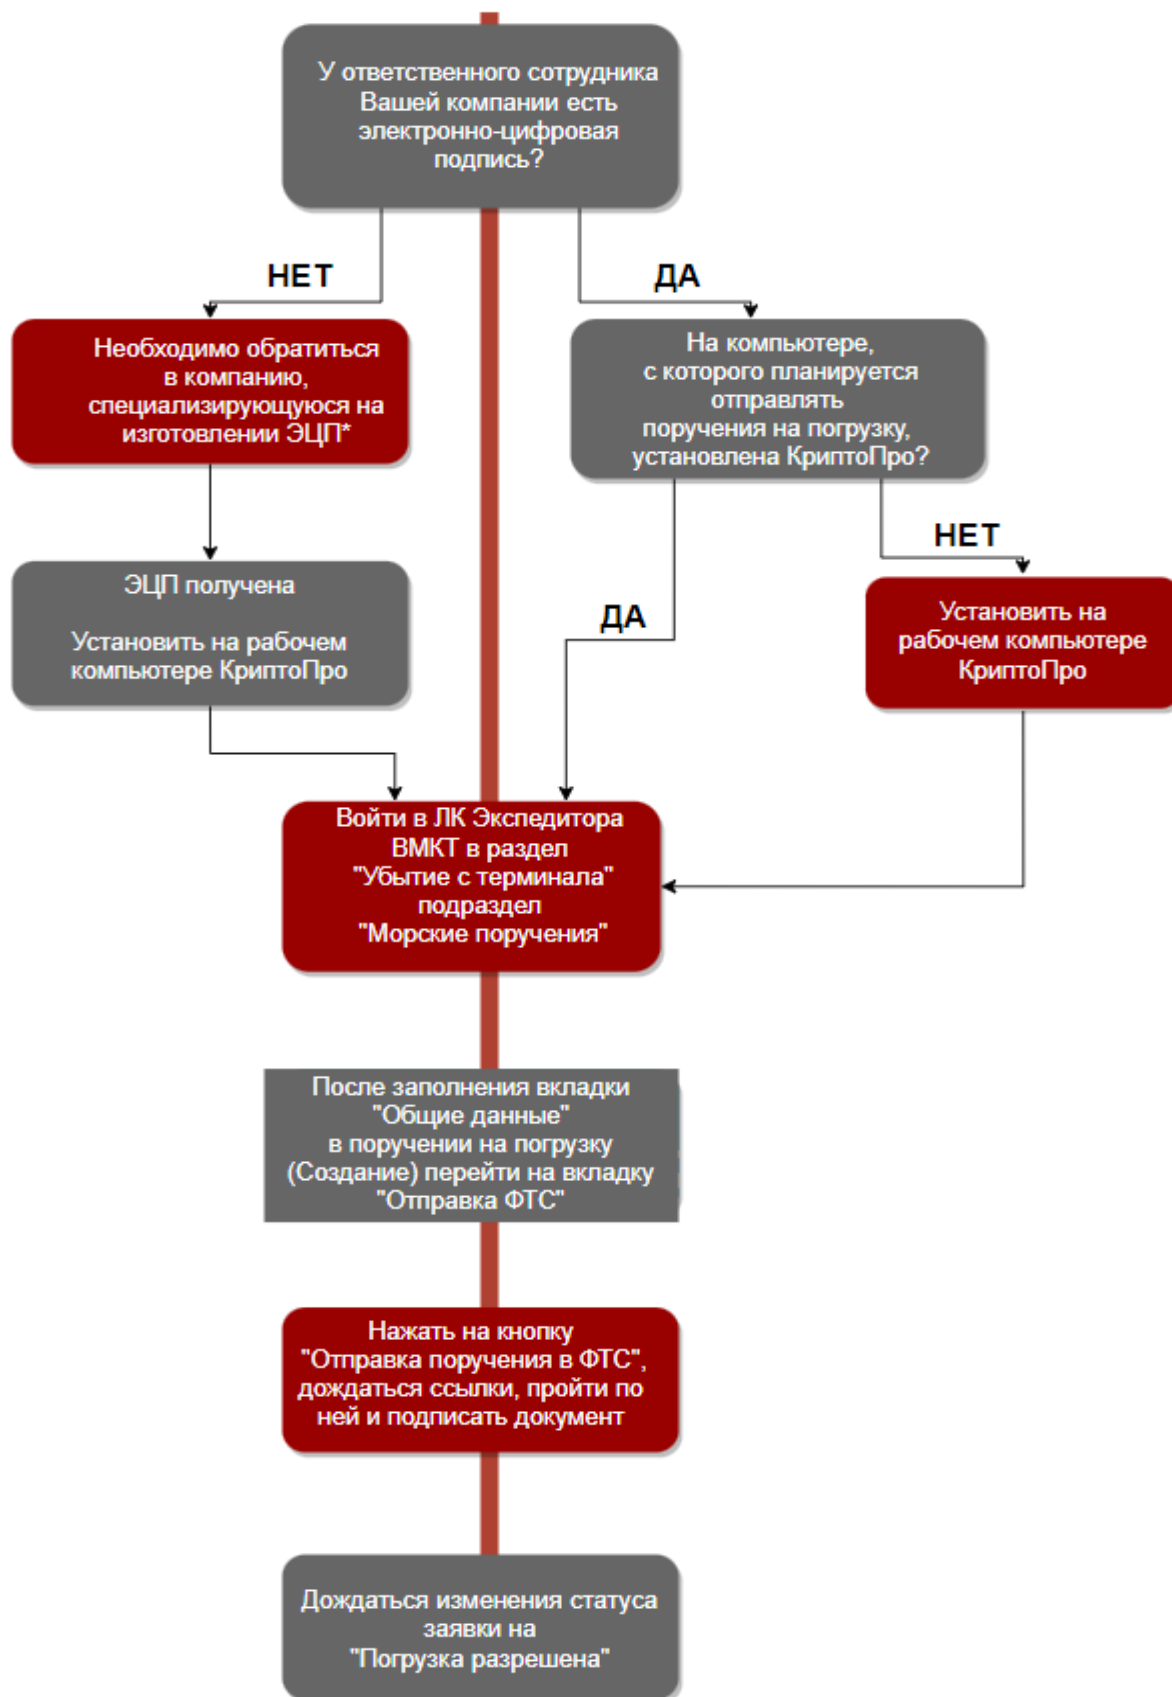 У ответственного сотрудника
Вашей компании есть
электронно-цифровая
подпись?
НЕТ
ДА
Необходимо обратиться
в компанию,
специализирующуюся на
изготовлении ЭЦП*
На компьютере,
с которого планируется
отправлять
поручения на погрузку,
установлена КриптоПро?
НЕТ
ЭЦП получена
Установить на рабочем
компьютере КриптоПро
ДА
Установить на
рабочем компьютере
КриптоПро
Войти в ЛК Экспедитора
ВМКТ в раздел
"Убытие с терминала"
подраздел
"Морские поручения"
После заполнения вкладки
"Общие данные"
в поручении на погрузку
(Создание) перейти на вкладку
"Отправка ФТС"
Нажать на кнопку
"Отправка поручения в ФТС",
дождаться ссылки, пройти по
ней и подписать документ
Дождаться изменения статуса
заявки на
"Погрузка разрешена"